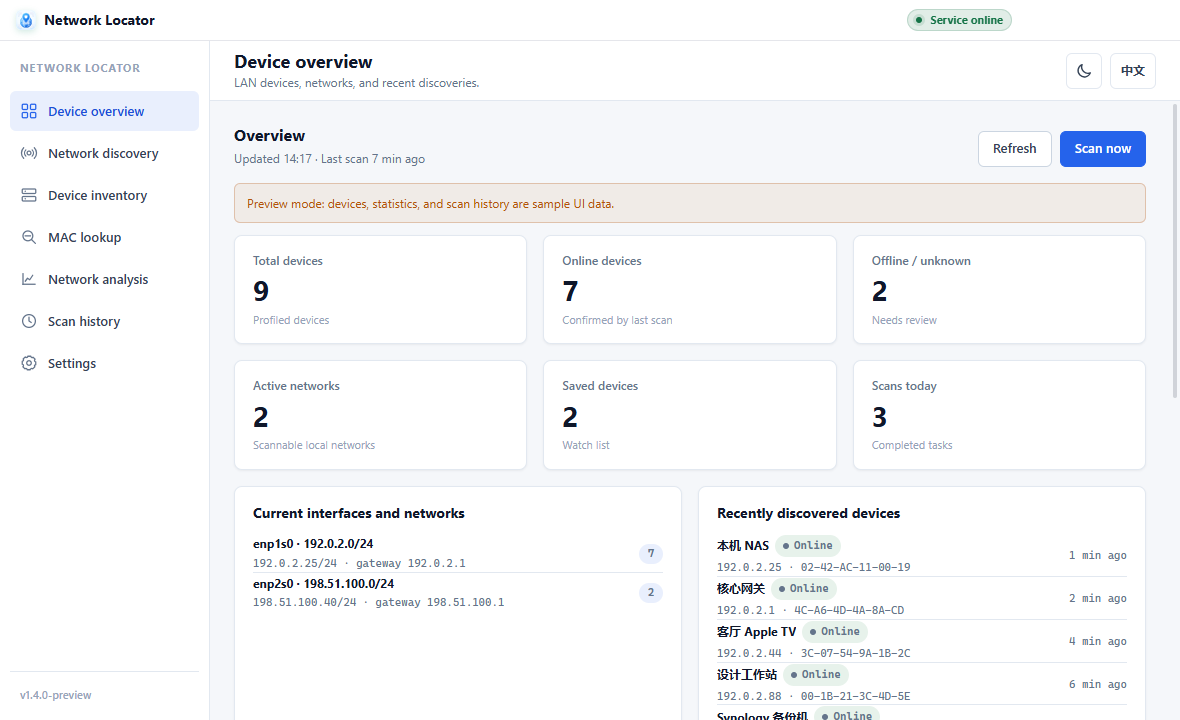 Network Locator
Service online
NETWORK LOCATOR
Device overview
Network discovery
Device inventory
MAC lookup
Network analysis
Scan history
Settings
v1.4.0-preview
Device overview
LAN devices, networks, and recent discoveries.
中文
Overview
Updated 14:17 · Last scan 7 min ago
Refresh
Scan now
Preview mode: devices, statistics, and scan history are sample UI data.
Total devices
9
Profiled devices
Online devices
7
Confirmed by last scan
Offline / unknown
2
Needs review
Active networks
2
Scannable local networks
Saved devices
2
Watch list
Scans today
3
Completed tasks
Current interfaces and networks
enp1s0 · 192.0.2.0/24
192.0.2.25/24 · gateway 192.0.2.1
7
enp2s0 · 198.51.100.0/24
198.51.100.40/24 · gateway 198.51.100.1
2
Recently discovered devices
本机 NAS Online
192.0.2.25 · 02-42-AC-11-00-19
1 min ago
核心网关 Online
192.0.2.1 · 4C-A6-4D-4A-8A-CD
2 min ago
客厅 Apple TV Online
192.0.2.44 · 3C-07-54-9A-1B-2C
4 min ago
设计工作站 Online
192.0.2.88 · 00-1B-21-3C-4D-5E
6 min ago
Synology 备份机 Online